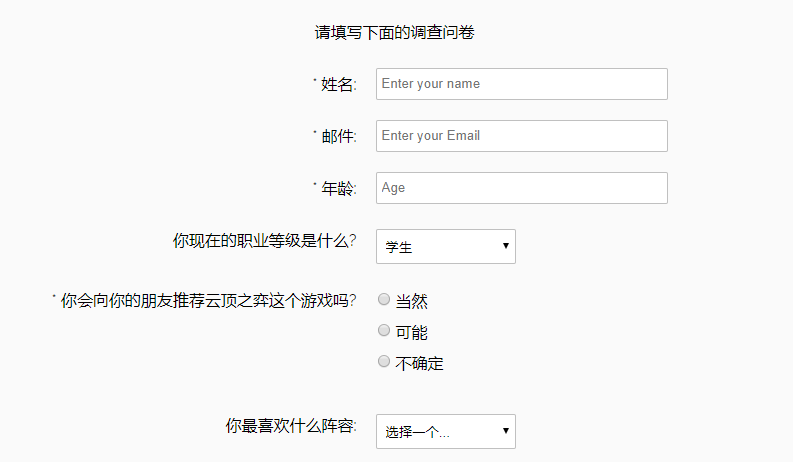 请填写下面的调查问卷
* 姓名: Enter your name
* 邮件: Enter your Email
* 年龄: Age
你现在的职业等级是什么? 学生
* 你会向你的朋友推荐云顶之弈这个游戏吗? 当然
可能
不确定
你最喜欢什么阵容: 选择一个...